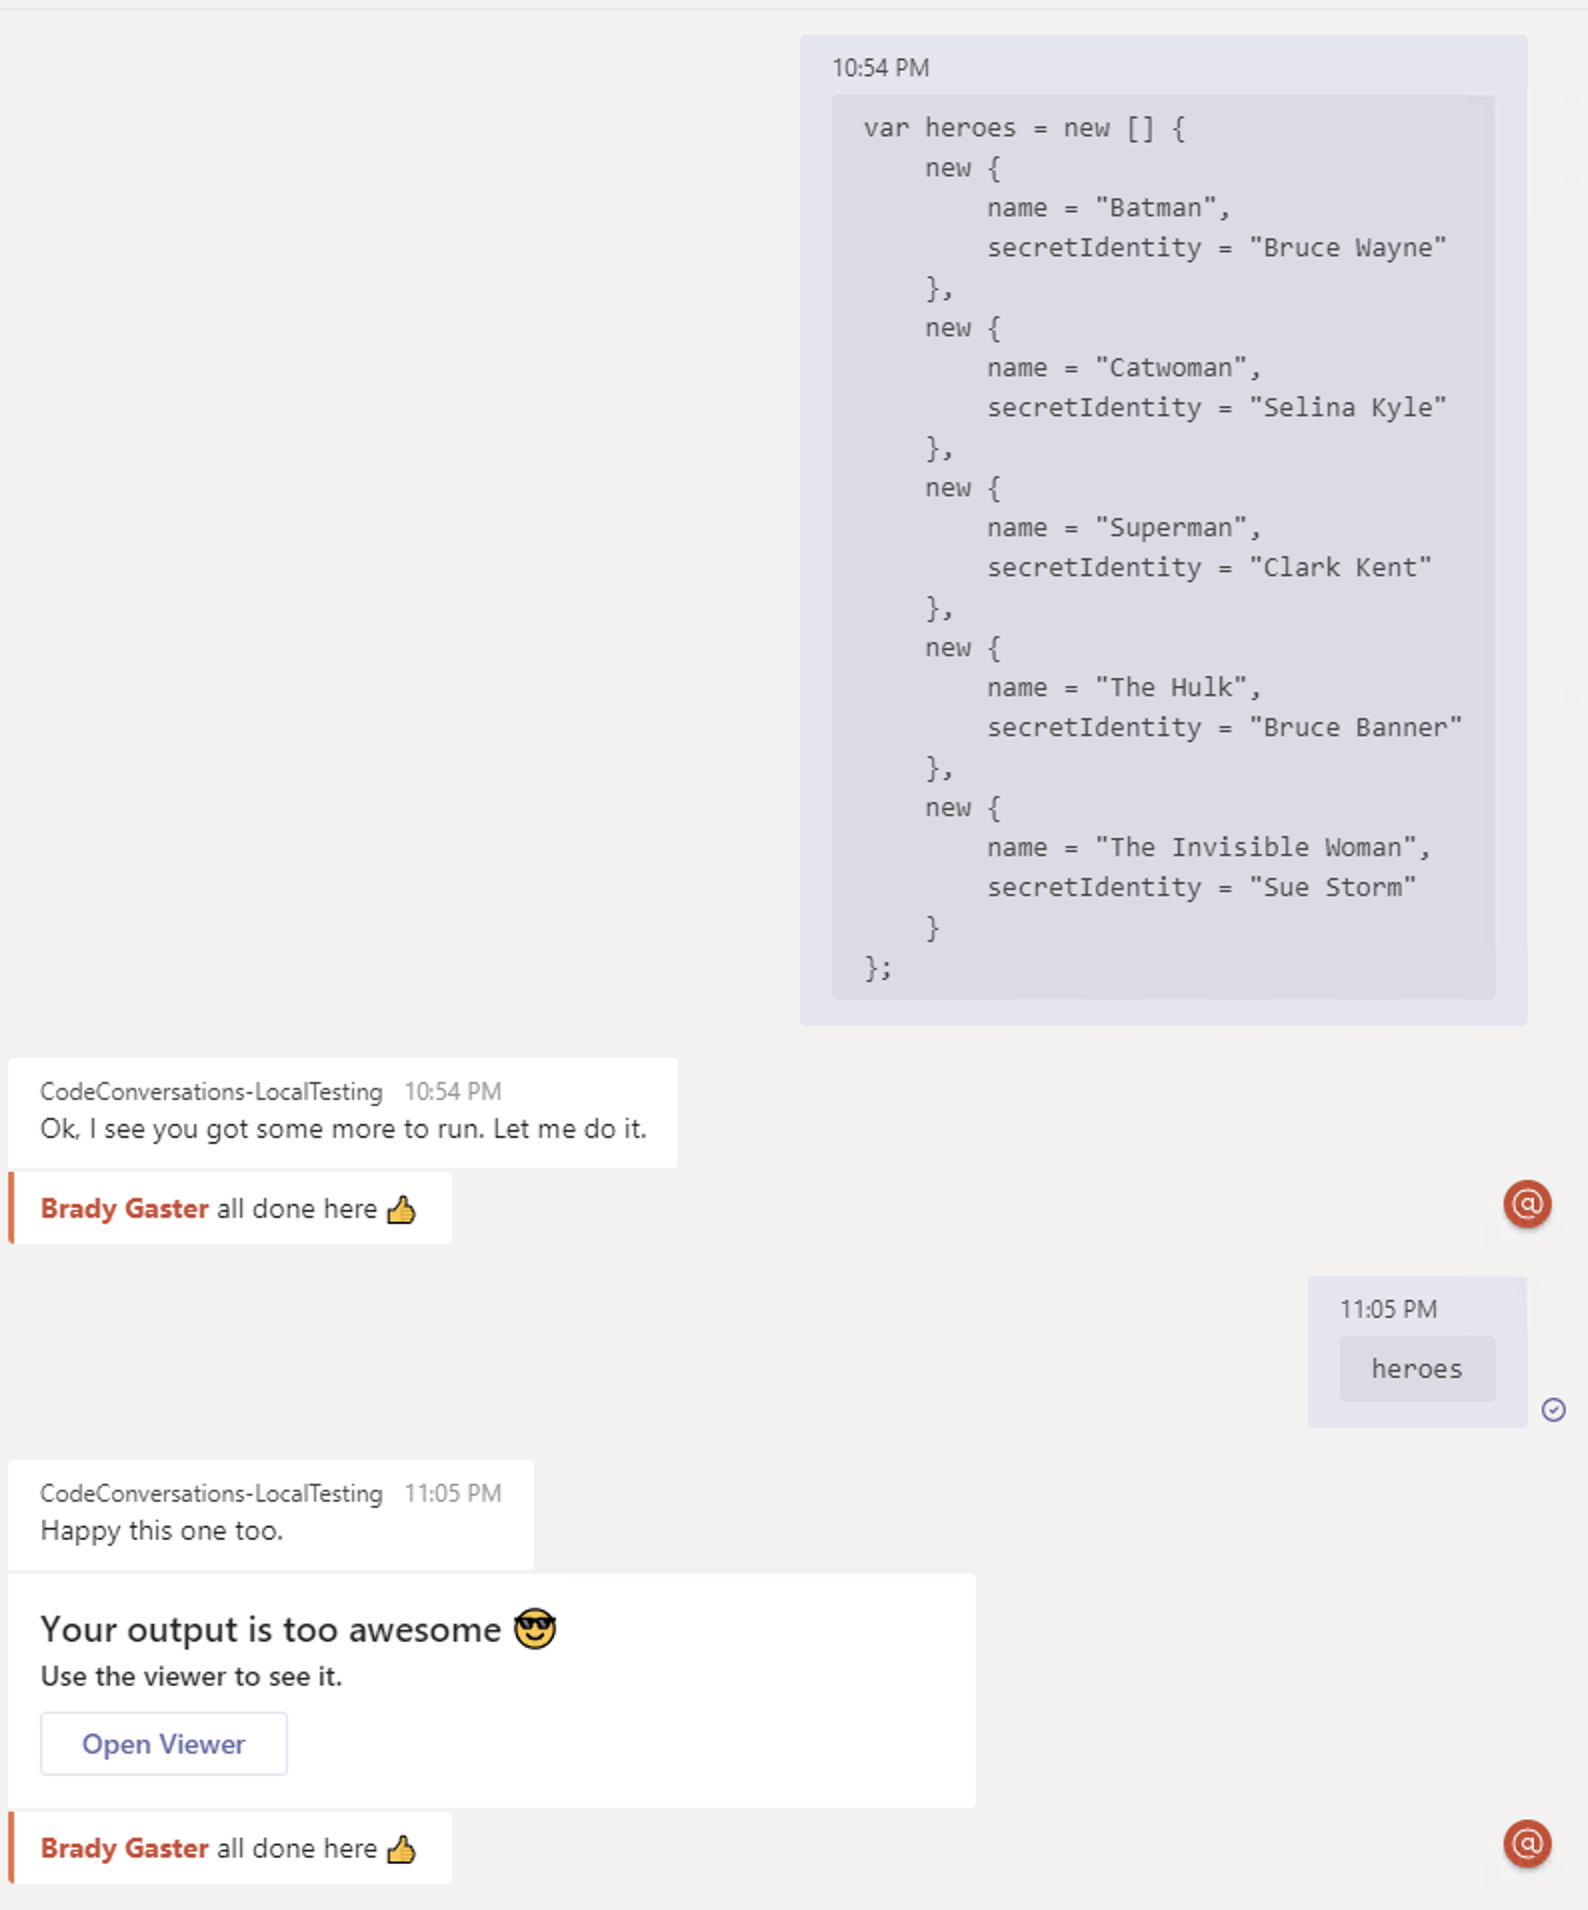 10:54 PM
var heroes = new [] {
    new {
        name = "Batman",
        secretIdentity = "Bruce Wayne"
    },
    new {
        name = "Catwoman",
        secretIdentity = "Selina Kyle"
    },
    new {
        name = "Superman",
        secretIdentity = "Clark Kent"
    },
    new {
        name = "The Hulk",
        secretIdentity = "Bruce Banner"
    },
    new {
        name = "The Invisible Woman",
        secretIdentity = "Sue Storm"
    }
};
CodeConversations-LocalTesting 10:54 PM
Ok, I see you got some more to run. Let me do it.
Brady Gaster all done here 👍
@
11:05 PM
heroes
CodeConversations-LocalTesting 11:05 PM
Happy this one too.
Your output is too awesome 😎
Use the viewer to see it.
Open Viewer
Brady Gaster all done here 👍
@